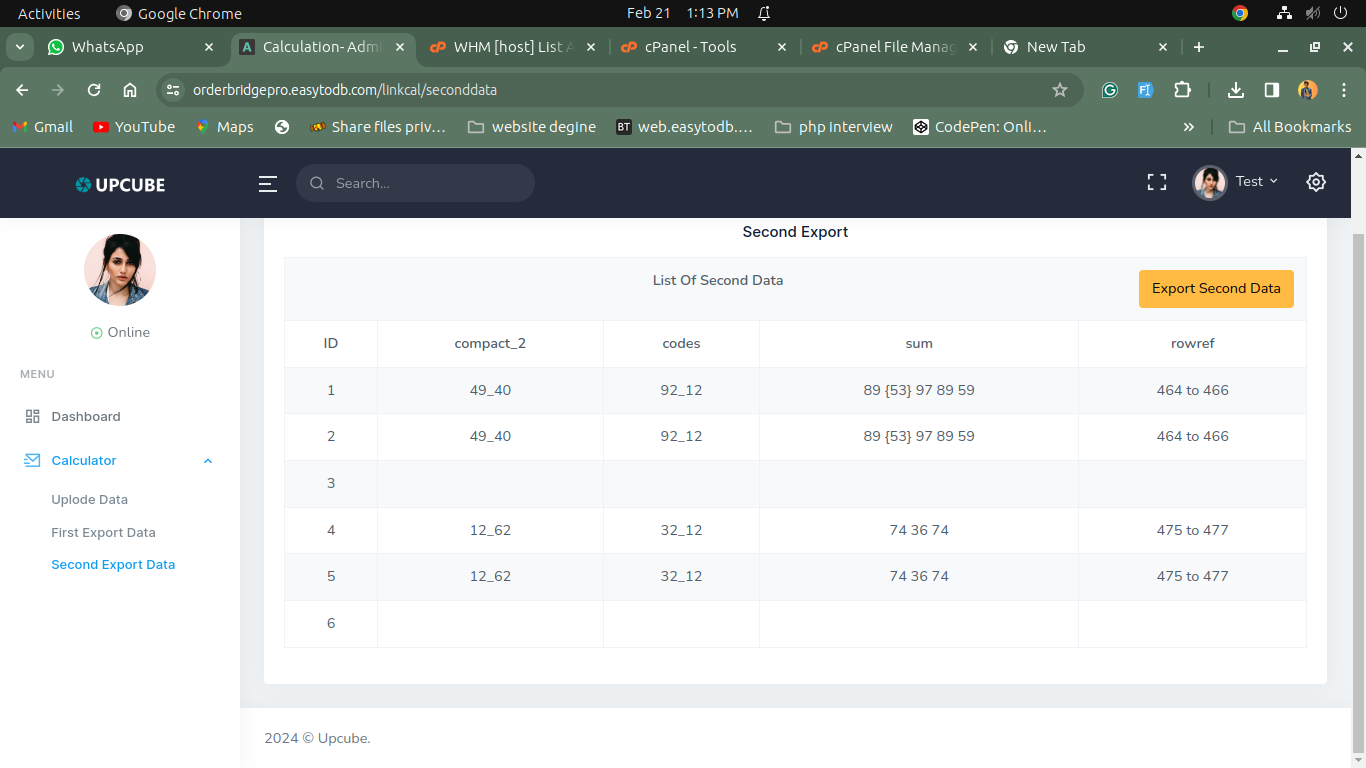 Activities Google Chrome Feb 21 1:13 PM
WhatsApp Calculation- Adm WHM [host] List A cPanel - Tools cPanel File Manag New Tab
orderbridgepro.easytodb.com/linkcal/seconddata
Gmail YouTube Maps Share files priv... website degine BT web.easytodb.... php interview CodePen: Onli... » All Bookmarks
UPCUBE Search... Test
Second Export
List Of Second Data Export Second Data
Online
ID compact_2 codes sum rowref
MENU
1 49_40 92_12 89 {53} 97 89 59 464 to 466
Dashboard
2 49_40 92_12 89 {53} 97 89 59 464 to 466
Calculator
3
Uplode Data
4 12_62 32_12 74 36 74 475 to 477
First Export Data
Second Export Data
5 12_62 32_12 74 36 74 475 to 477
6
2024 © Upcube.